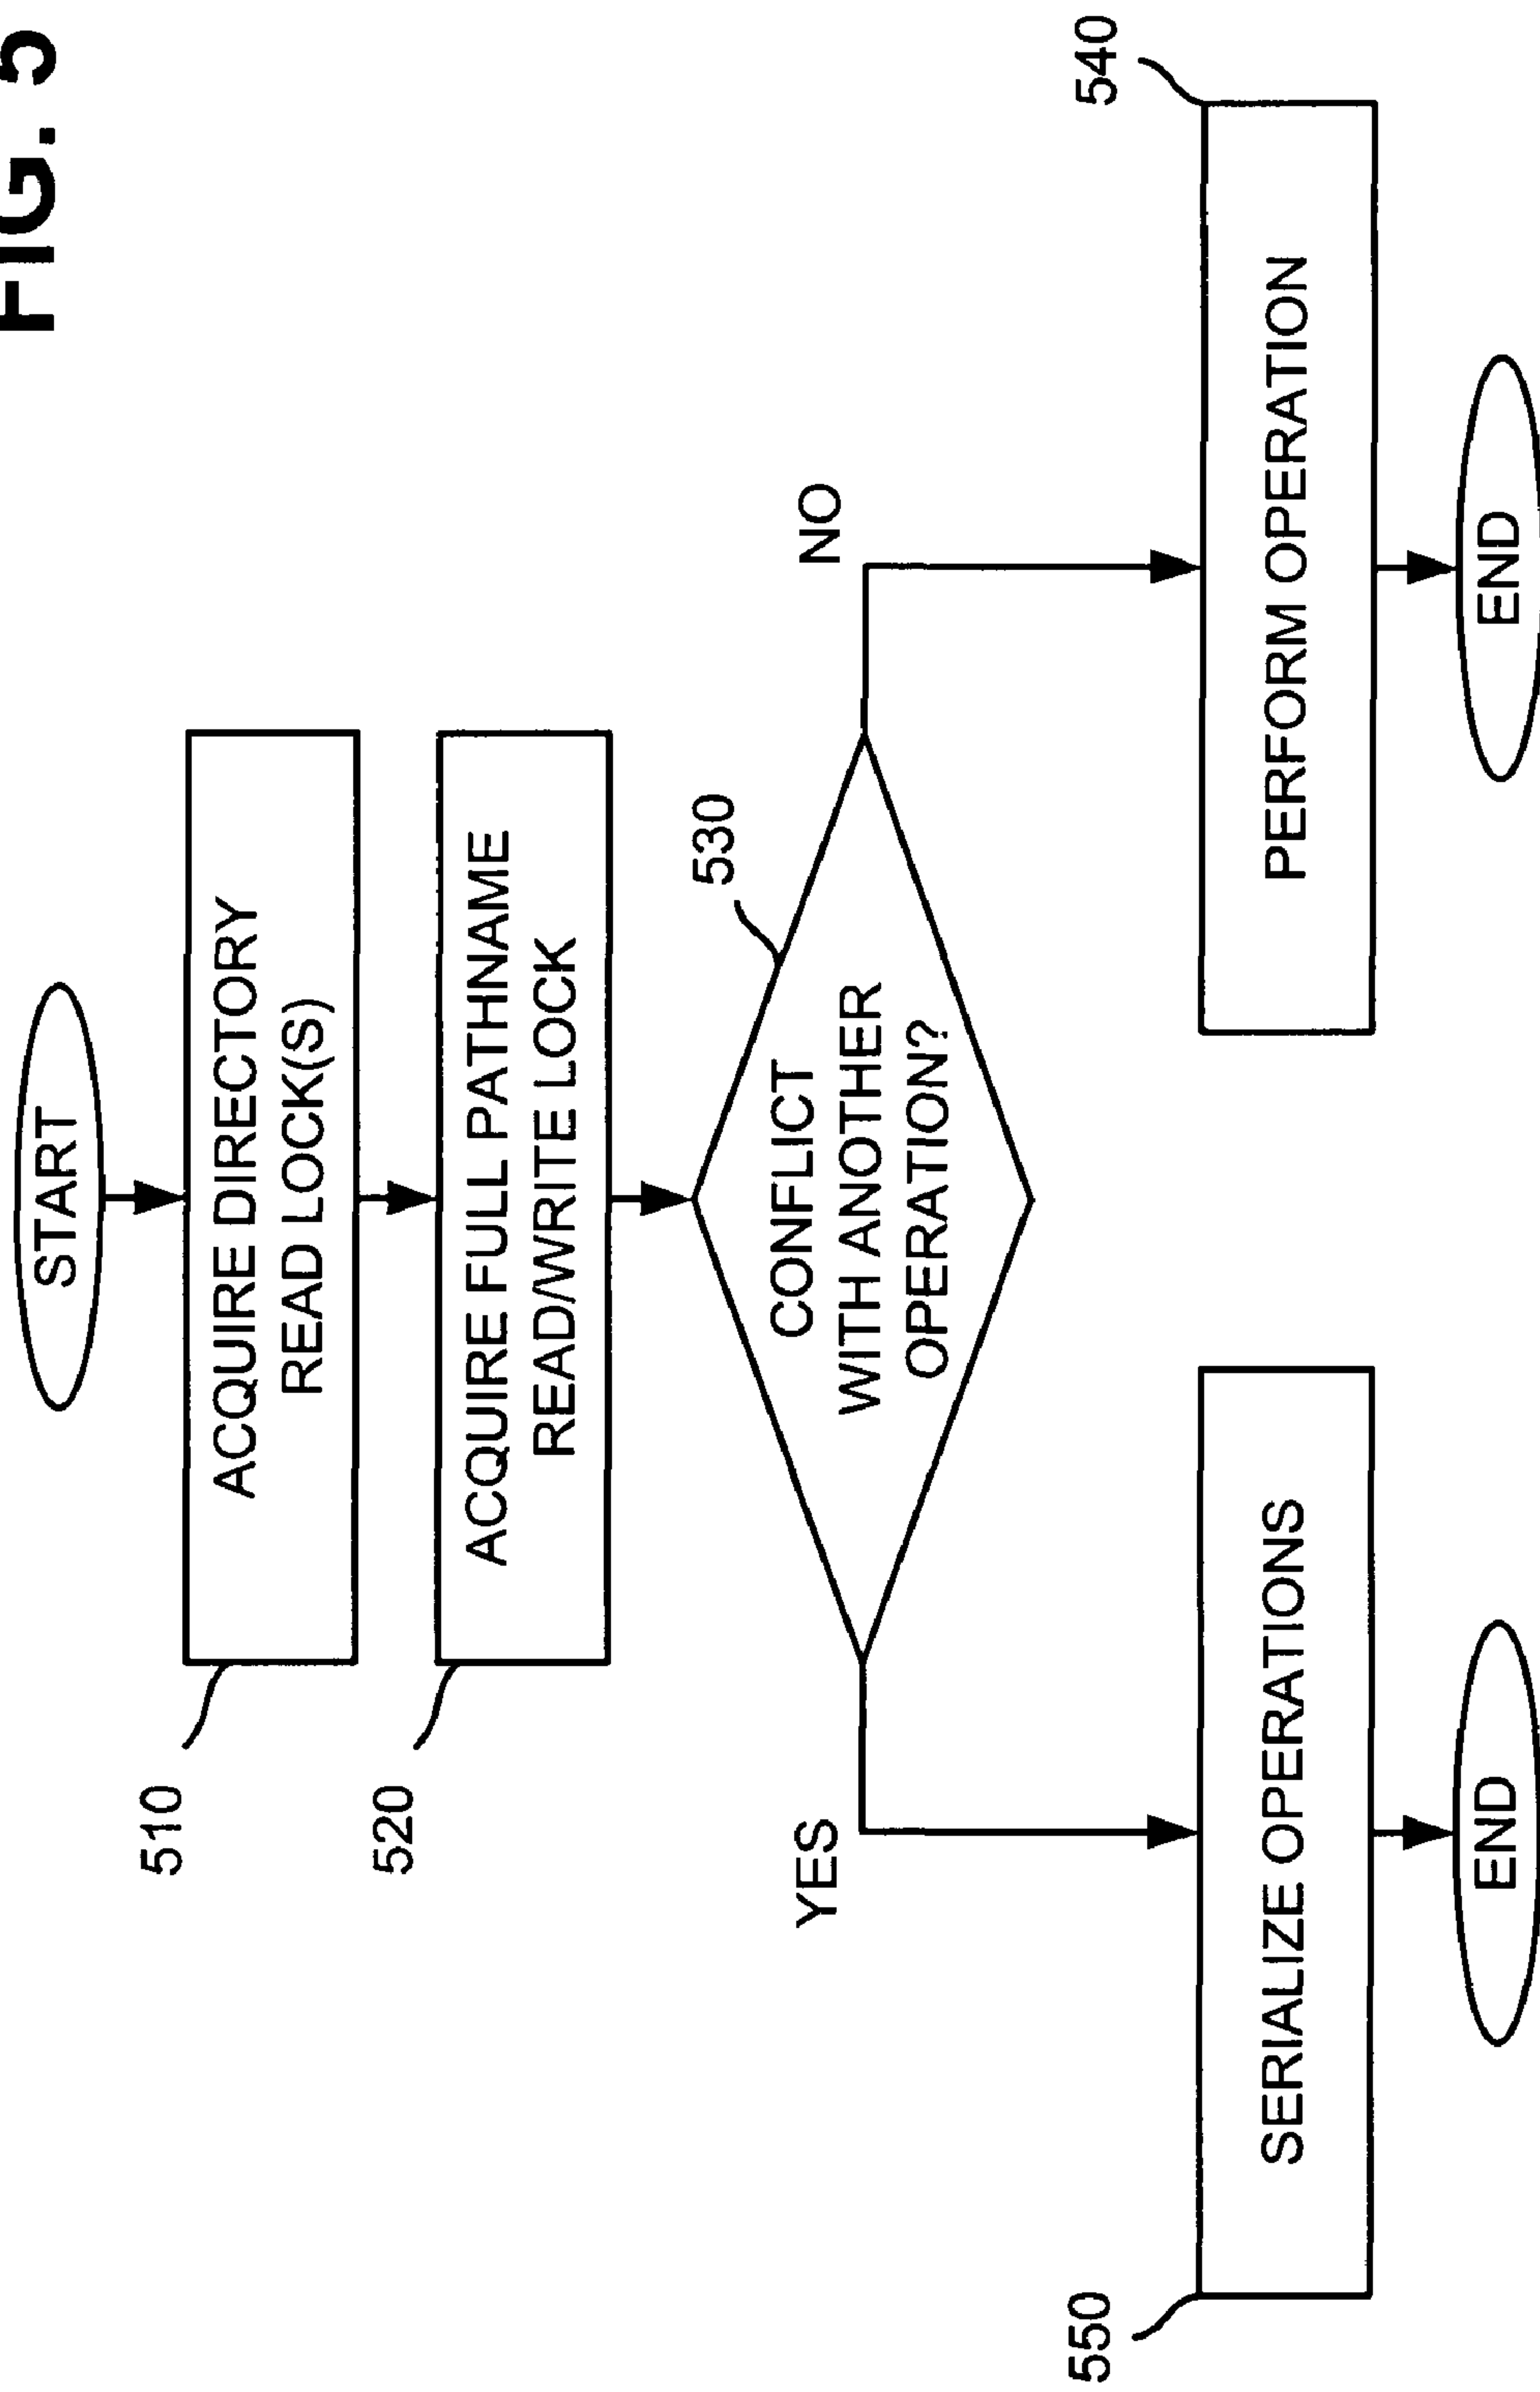 FIG. 5
START
510
ACQUIRE DIRECTORY
READ LOCK(S)
520
ACQUIRE FULL PATHNAME
READ/WRITE LOCK
530
CONFLICT
WITH ANOTHER
OPERATION?
YES
NO
550
SERIALIZE OPERATIONS
540
PERFORM OPERATION
END
END